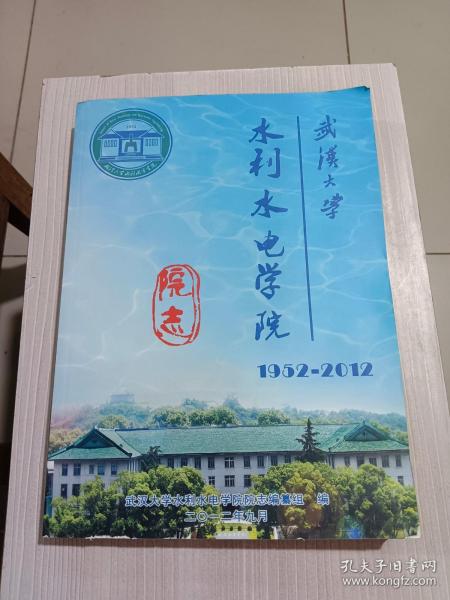 武漢大学
水利水电学院
1952-2012
院志
1952
武汉大学水利水电学院院志编纂组 编
二〇一二年九月
孔夫子旧书网
www.kongfz.com